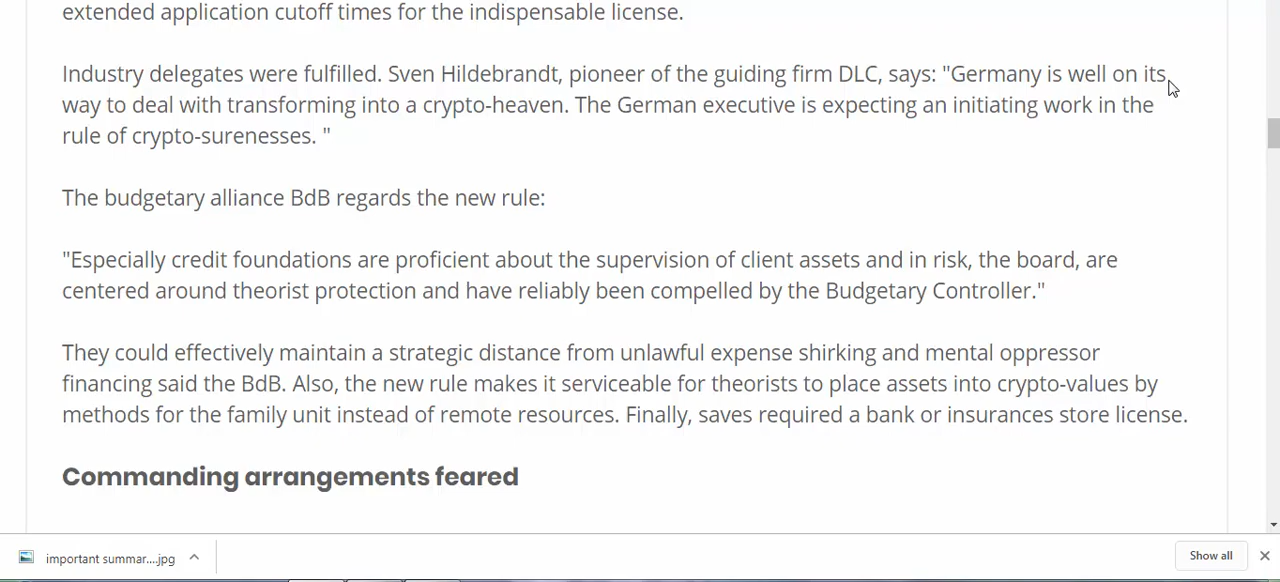 extended application cutoff times for the indispensable license.
Industry delegates were fulfilled. Sven Hildebrandt, pioneer of the guiding firm DLC, says: "Germany is well on its
way to deal with transforming into a crypto-heaven. The German executive is expecting an initiating work in the
rule of crypto-surenesses. "
The budgetary alliance BdB regards the new rule:
"Especially credit foundations are proficient about the supervision of client assets and in risk, the board, are
centered around theorist protection and have reliably been compelled by the Budgetary Controller."
They could effectively maintain a strategic distance from unlawful expense shirking and mental oppressor
financing said the BdB. Also, the new rule makes it serviceable for theorists to place assets into crypto-values by
methods for the family unit instead of remote resources. Finally, saves required a bank or insurances store license.
Commanding arrangements feared
important summar....jpg
Show all